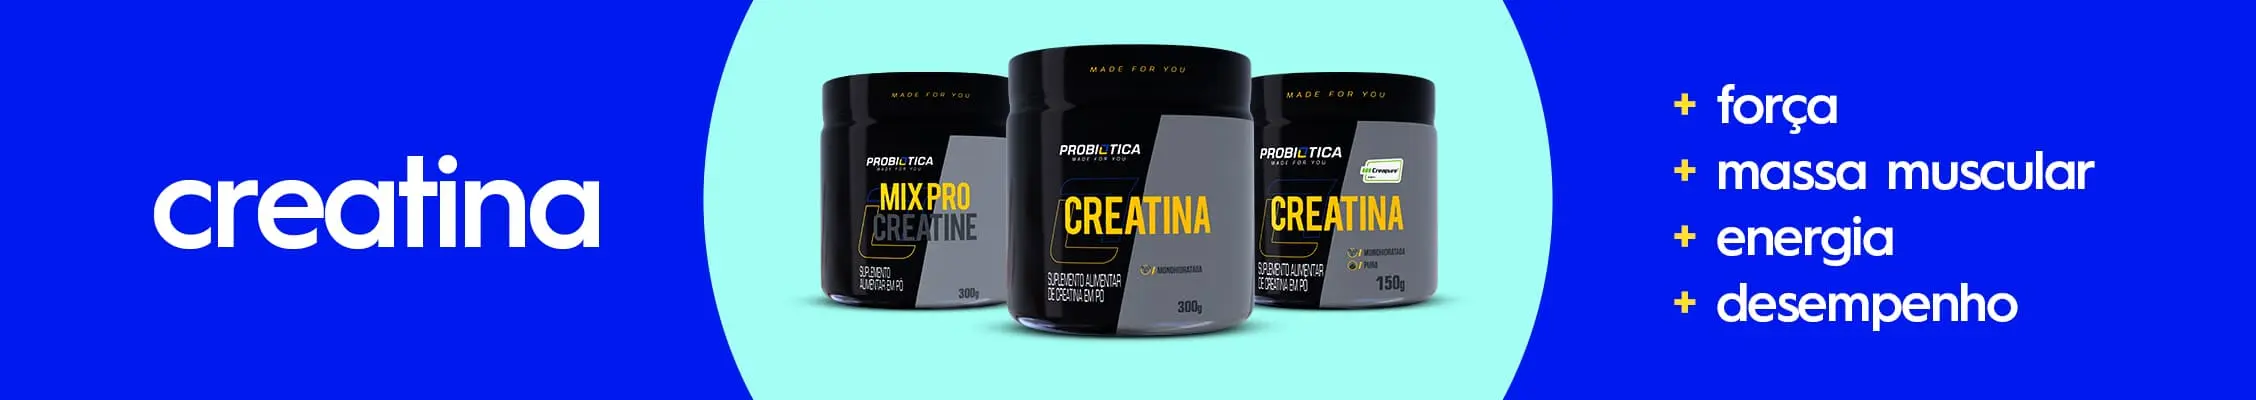 creatina
MADE FOR YOU
PROBIOTICA
MADE FOR YOU
MIX PRO
CREATINE
SUPLEMENTO
ALIMENTAR EM PÓ
300g
MADE FOR YOU
PROBIOTICA
MADE FOR YOU
CREATINA
MONOHIDRATADA
SUPLEMENTO ALIMENTAR
DE CREATINA EM PÓ
300g
MADE FOR YOU
PROBIOTICA
MADE FOR YOU
Creapure
CREATINA
MONOHIDRATADA
PURA
SUPLEMENTO ALIMENTAR
DE CREATINA EM PÓ
150g
+ força
+ massa muscular
+ energia
+ desempenho